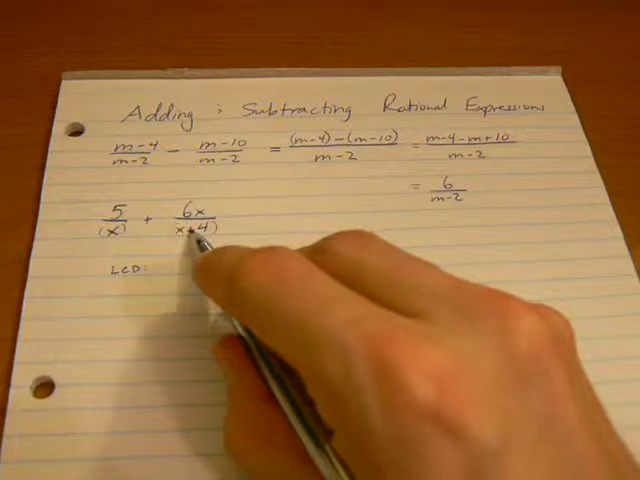 Adding & Subtracting Rational Expressions
m-4/m-2 - m-10/m-2 = (m-4)-(m-10)/m-2 = m-4-m+10/m-2
= 6/m-2
5/(x) + 6x/x+4)
LCD: